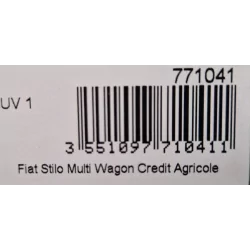 771041
UV 1
3 551097 710411
Fiat Stilo Multi Wagon Credit Agricole